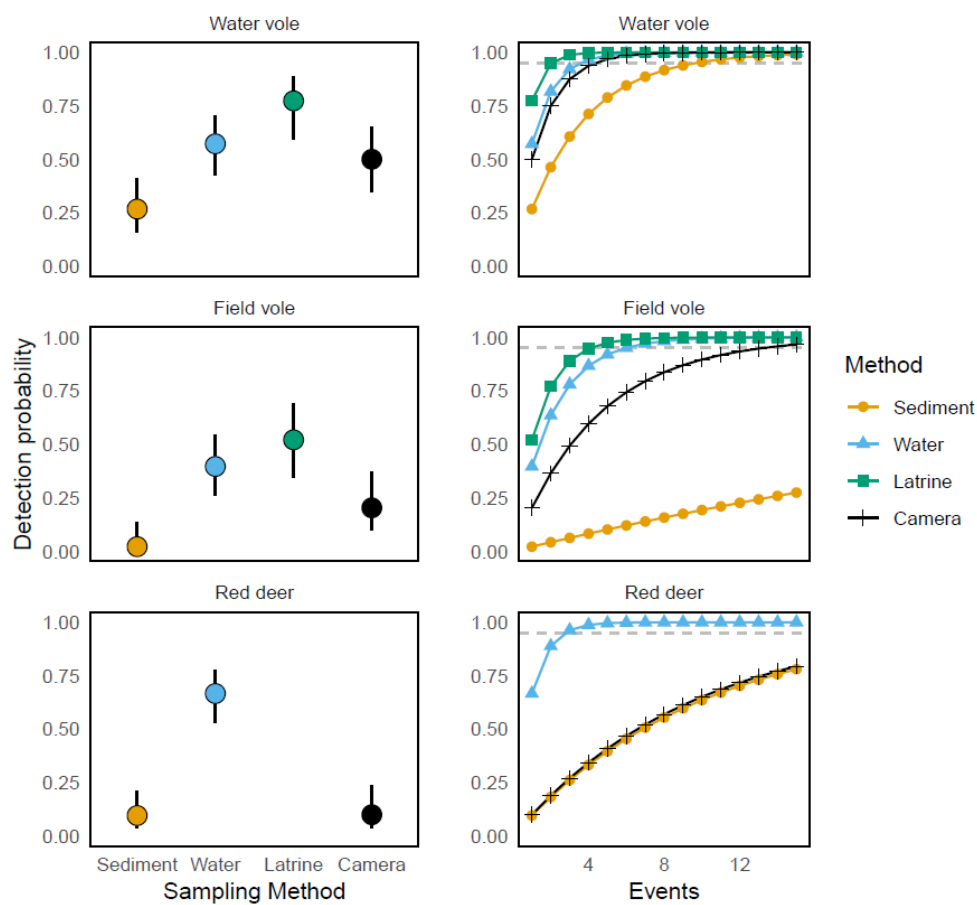 Water vole
Water vole
1.00
0.75
0.50
0.25
0.00
1.00
0.75
0.50
0.25
0.00
Field vole
Field vole
1.00
0.75
0.50
0.25
0.00
1.00
0.75
0.50
0.25
0.00
Detection probability
Red deer
Red deer
1.00
0.75
0.50
0.25
0.00
1.00
0.75
0.50
0.25
0.00
Sediment Water Latrine Camera
4 8 12
Sampling Method
Events
Method
Sediment
Water
Latrine
Camera